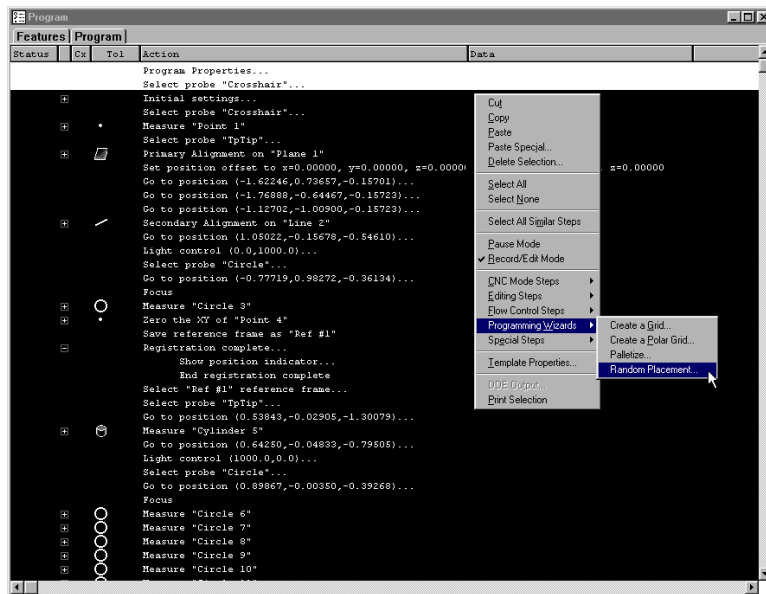 Program
Features Program
Status Cx Tol Action Data
Program Properties...
Select probe "Crosshair"...
Initial settings...
Select probe "Crosshair"...
Measure "Point 1"
Select probe "TpTip"...
Primary Alignment on "Plane 1"
Set position offset to x=0.00000, y=0.00000, z=0.0000 z=0.00000
Go to position (-1.62246,0.73657,-0.15701)...
Go to position (-1.76888,-0.64467,-0.15723)...
Go to position (-1.12702,-1.00900,-0.15723)...
Secondary Alignment on "Line 2"
Go to position (1.05022,-0.15678,-0.54610)...
Light control (0.0,1000.0)...
Select probe "Circle"...
Go to position (-0.77719,0.98272,-0.36134)...
Focus
Measure "Circle 3"
Zero the XY of "Point 4"
Save reference frame as "Ref #1"
Registration complete...
Show position indicator...
End registration complete
Select "Ref #1" reference frame...
Select probe "TpTip"...
Go to position (0.53843,-0.02905,-1.30079)...
Measure "Cylinder 5"
Go to position (0.64250,-0.04833,-0.79505)...
Light control (1000.0,0.0)...
Select probe "Circle"...
Go to position (0.89867,-0.00350,-0.39268)...
Focus
Measure "Circle 6"
Measure "Circle 7"
Measure "Circle 8"
Measure "Circle 9"
Measure "Circle 10"
Cut
Copy
Paste
Paste Special...
Delete Selection...
Select All
Select None
Select All Similar Steps
Pause Mode
Record/Edit Mode
CNC Mode Steps
Editing Steps
Flow Control Steps
Programming Wizards
Special Steps
Template Properties...
DDE Output...
Print Selection
Create a Grid...
Create a Polar Grid...
Palletize...
Random Placement...